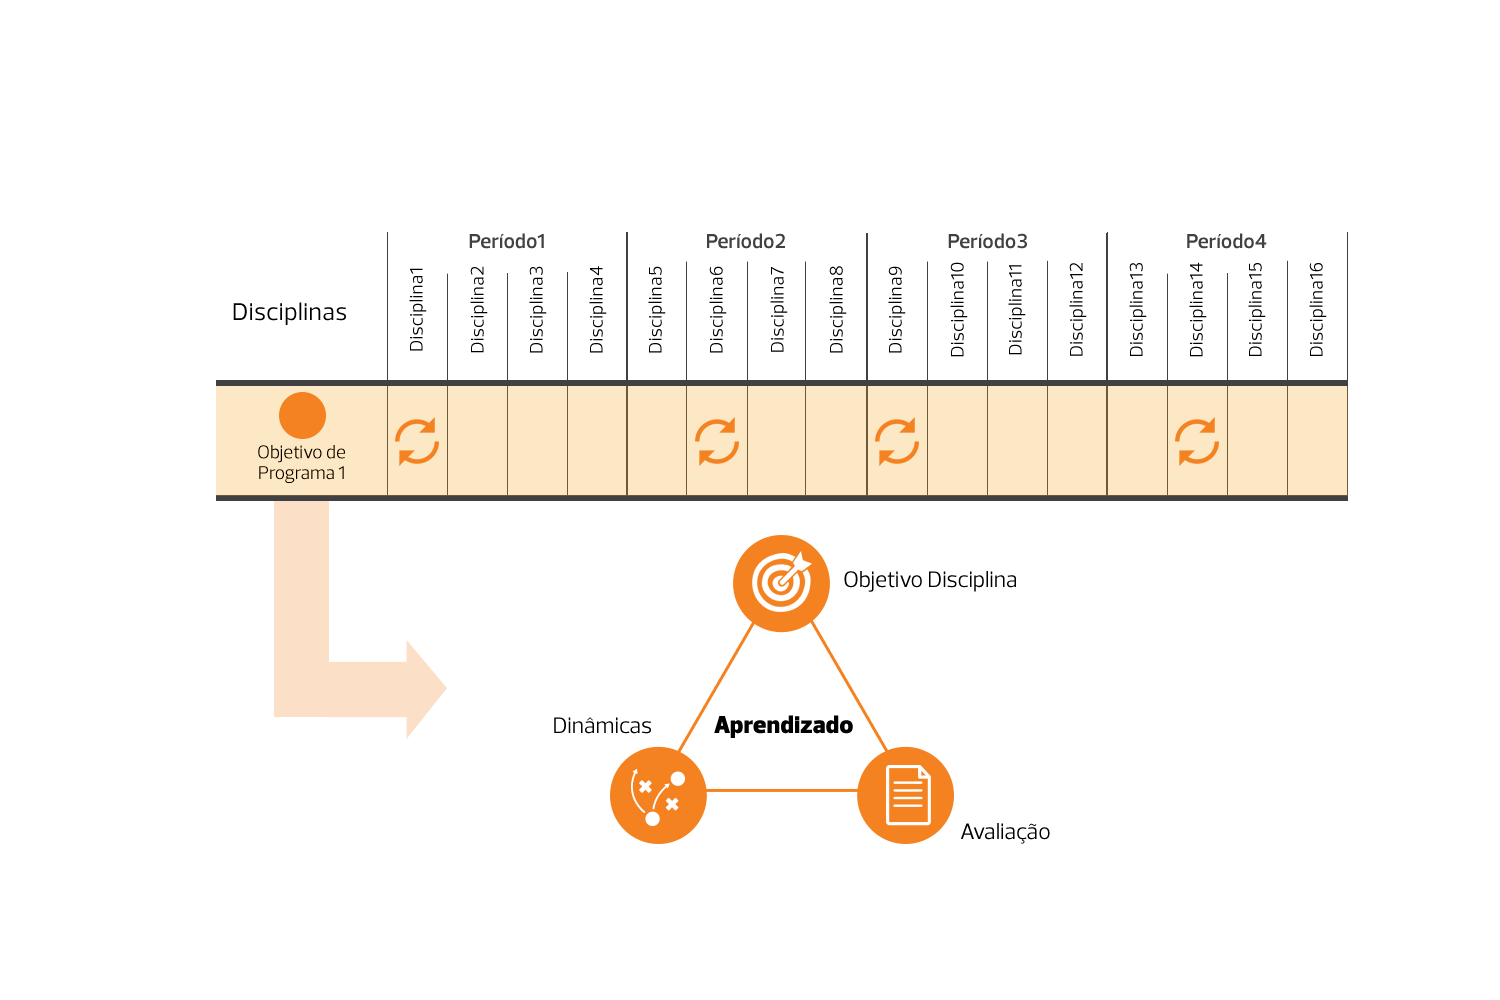 Período1
Período2
Período3
Período4
Disciplinas
Disciplina1
Disciplina2
Disciplina3
Disciplina4
Disciplina5
Disciplina6
Disciplina7
Disciplina8
Disciplina9
Disciplina10
Disciplina11
Disciplina12
Disciplina13
Disciplina14
Disciplina15
Disciplina16
Objetivo de
Programa 1
Objetivo Disciplina
Dinâmicas
Aprendizado
Avaliação